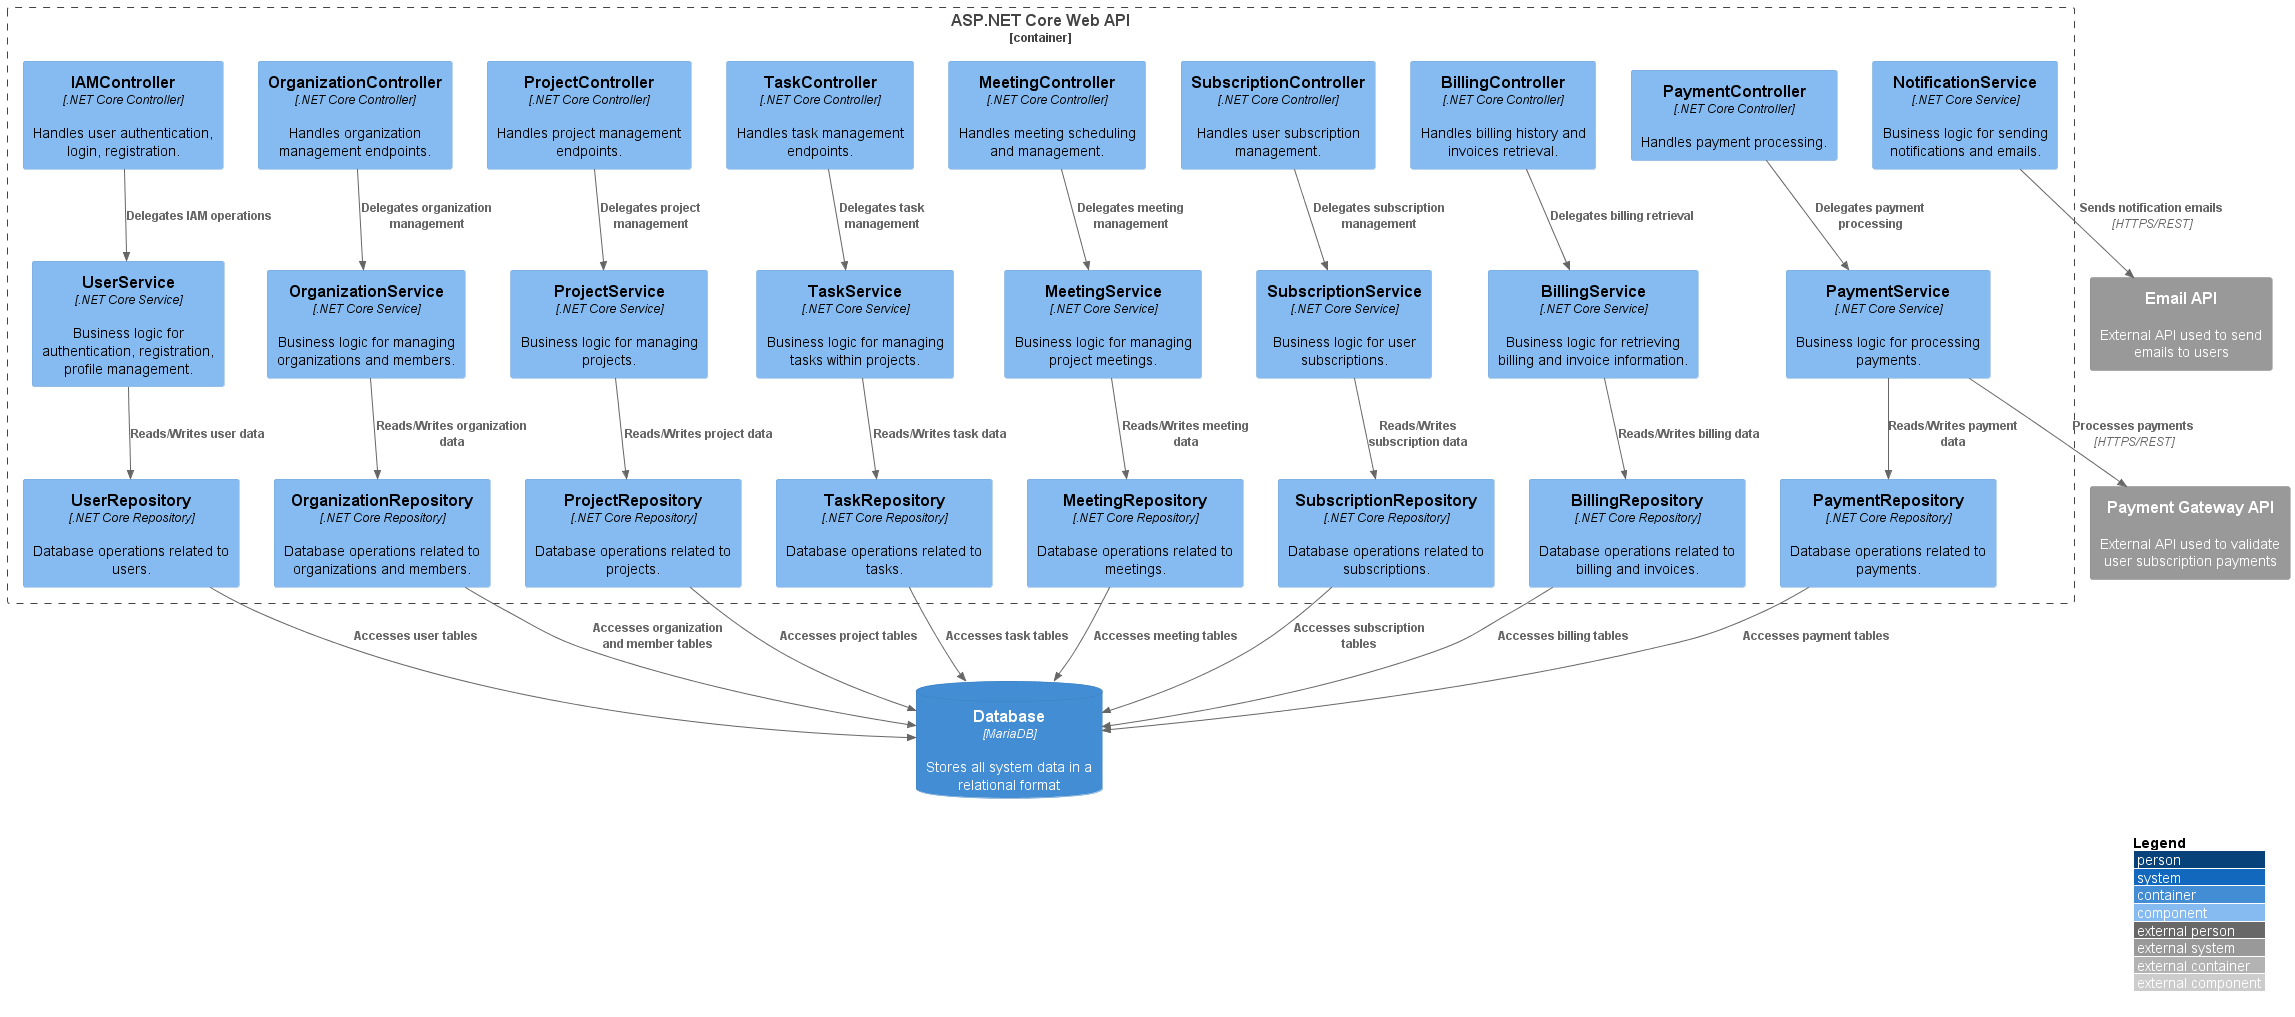 ASP.NET Core Web API
[container]
IAMController
[.NET Core Controller]
Handles user authentication,
login, registration.
OrganizationController
[.NET Core Controller]
Handles organization
management endpoints.
ProjectController
[.NET Core Controller]
Handles project management
endpoints.
TaskController
[.NET Core Controller]
Handles task management
endpoints.
MeetingController
[.NET Core Controller]
Handles meeting scheduling
and management.
SubscriptionController
[.NET Core Controller]
Handles user subscription
management.
BillingController
[.NET Core Controller]
Handles billing history and
invoices retrieval.
PaymentController
[.NET Core Controller]
Handles payment processing.
NotificationService
[.NET Core Service]
Business logic for sending
notifications and emails.
Delegates IAM operations
Delegates organization
management
Delegates project
management
Delegates task
management
Delegates meeting
management
Delegates subscription
management
Delegates billing retrieval
Delegates payment
processing
Sends notification emails
[HTTPS/REST]
UserService
[.NET Core Service]
Business logic for
authentication, registration,
profile management.
OrganizationService
[.NET Core Service]
Business logic for managing
organizations and members.
ProjectService
[.NET Core Service]
Business logic for managing
projects.
TaskService
[.NET Core Service]
Business logic for managing
tasks within projects.
MeetingService
[.NET Core Service]
Business logic for managing
project meetings.
SubscriptionService
[.NET Core Service]
Business logic for user
subscriptions.
BillingService
[.NET Core Service]
Business logic for retrieving
billing and invoice information.
PaymentService
[.NET Core Service]
Business logic for processing
payments.
Email API
External API used to send
emails to users
Reads/Writes user data
Reads/Writes organization
data
Reads/Writes project data
Reads/Writes task data
Reads/Writes meeting
data
Reads/Writes
subscription data
Reads/Writes billing data
Reads/Writes payment
data
Processes payments
[HTTPS/REST]
UserRepository
[.NET Core Repository]
Database operations related to
users.
OrganizationRepository
[.NET Core Repository]
Database operations related to
organizations and members.
ProjectRepository
[.NET Core Repository]
Database operations related to
projects.
TaskRepository
[.NET Core Repository]
Database operations related to
tasks.
MeetingRepository
[.NET Core Repository]
Database operations related to
meetings.
SubscriptionRepository
[.NET Core Repository]
Database operations related to
subscriptions.
BillingRepository
[.NET Core Repository]
Database operations related to
billing and invoices.
PaymentRepository
[.NET Core Repository]
Database operations related to
payments.
Payment Gateway API
External API used to validate
user subscription payments
Accesses user tables
Accesses organization
and member tables
Accesses project tables
Accesses task tables
Accesses meeting tables
Accesses subscription
tables
Accesses billing tables
Accesses payment tables
Database
[MariaDB]
Stores all system data in a
relational format
Legend
person
system
container
component
external person
external system
external container
external component